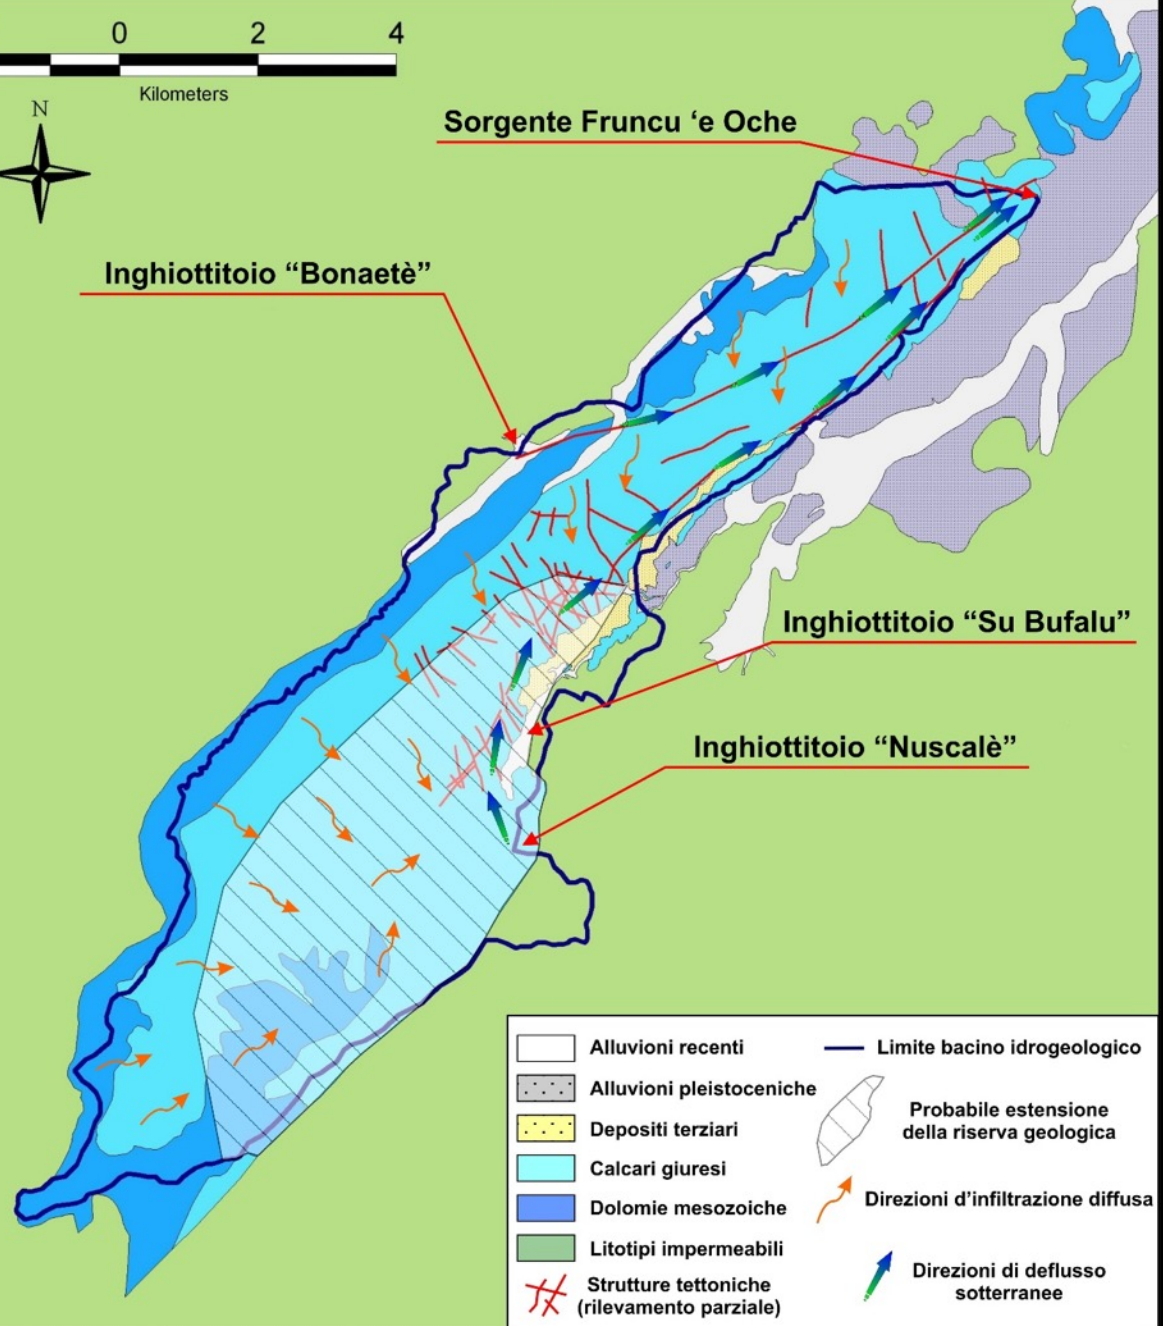 0 2 4
Kilometers
N
Sorgente Fruncu ‘e Oche
Inghiottitoio “Bonaetè”
Inghiottitoio “Su Bufalu”
Inghiottitoio “Nuscalè”
Alluvioni recenti
Alluvioni pleistoceniche
Depositi terziari
Calcari giuresi
Dolomie mesozoiche
Litotipi impermeabili
Strutture tettoniche
(rilevamento parziale)
Limite bacino idrogeologico
Probabile estensione
della riserva geologica
Direzioni d’infiltrazione diffusa
Direzioni di deflusso
sotterranee